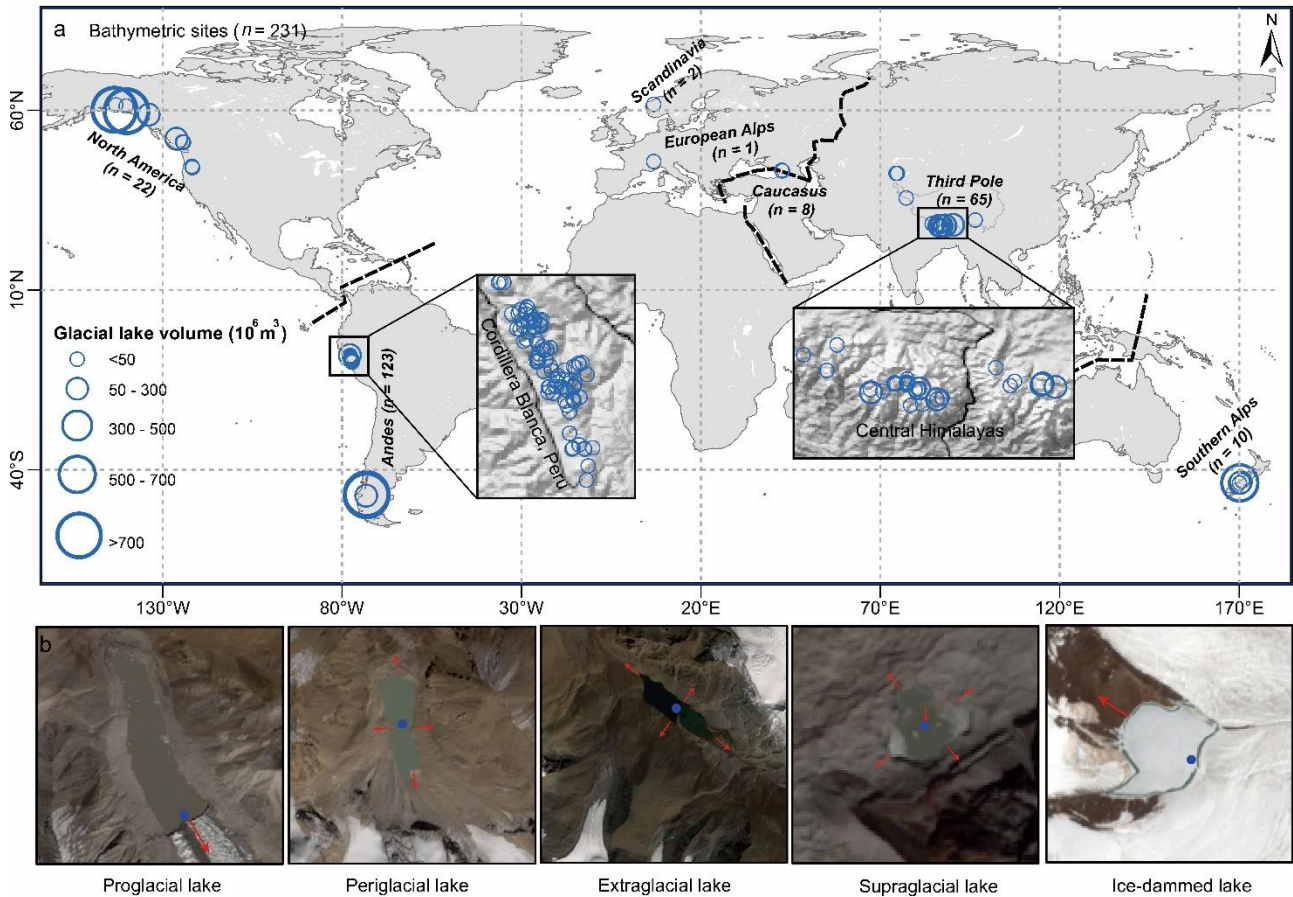 a Bathymetric sites (n = 231)
N
60°N
10°N
40°S
North America
(n = 22)
Scandinavia
(n = 2)
European Alps
(n = 1)
Caucasus
(n = 8)
Third Pole
(n = 65)
Andes (n = 123)
Southern Alps
(n = 10)
Cordillera Blanca, Peru
Central Himalayas
Glacial lake volume (10⁶ m³)
<50
50 - 300
300 - 500
500 - 700
>700
130°W 80°W 30°W 20°E 70°E 120°E 170°E
b
Proglacial lake Periglacial lake Extraglacial lake Supraglacial lake Ice-dammed lake